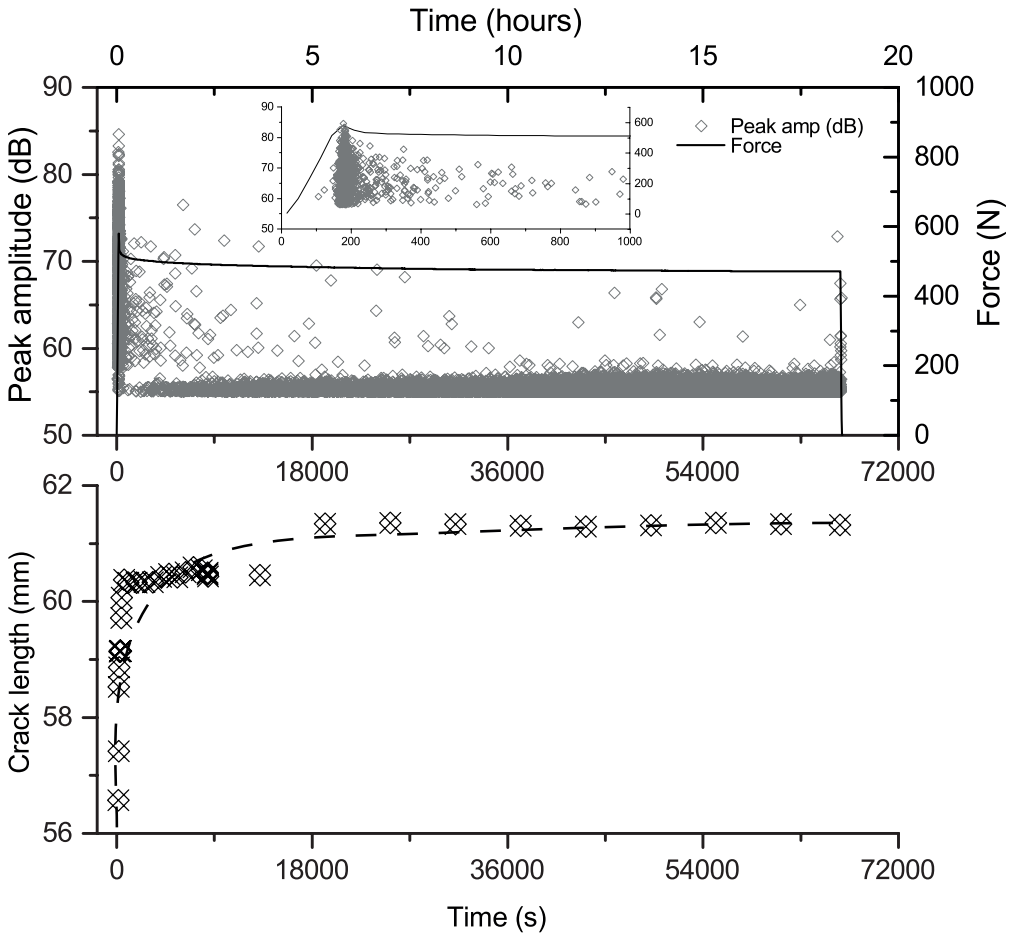 Time (hours)
0 5 10 15 20
90 1000
80 800
70 600
60 400
200
50 0
Peak amplitude (dB)
Force (N)
Peak amp (dB)
Force
90
80
70
60
50
600
400
200
0
0 200 400 600 800 1000
0 18000 36000 54000 72000
62
60
58
56
Crack length (mm)
0 18000 36000 54000 72000
Time (s)